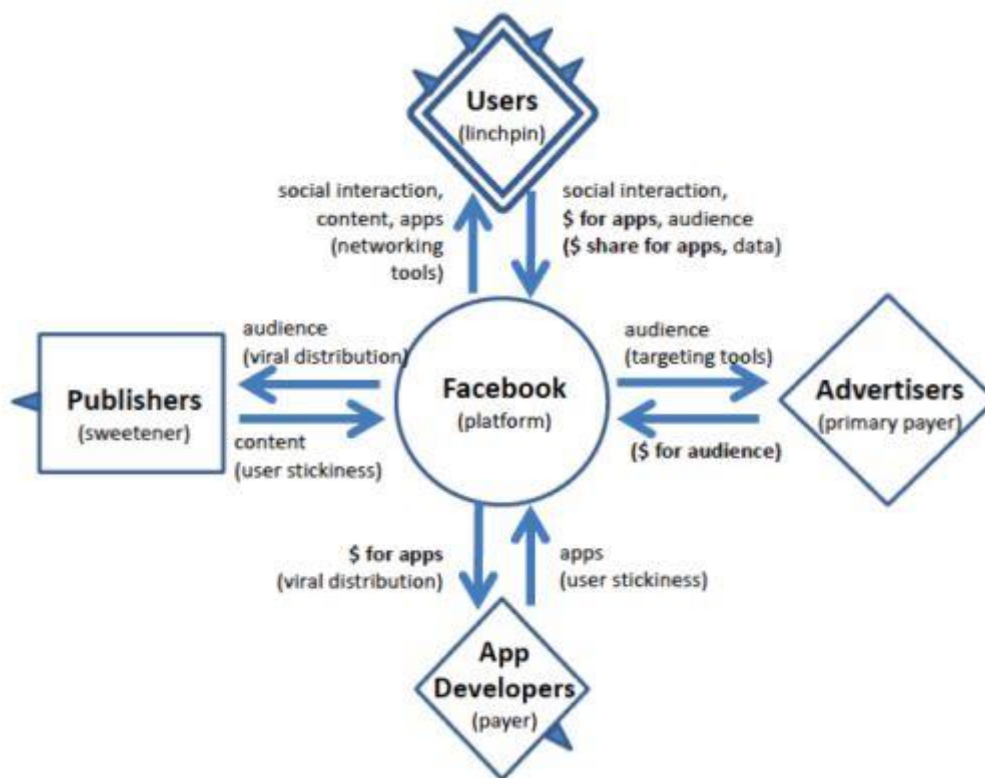 Users
(linchpin)
social interaction,
content, apps
(networking
tools)
social interaction,
$ for apps, audience
($ share for apps, data)
audience
(viral distribution)
Publishers
(sweetener)
content
(user stickiness)
Facebook
(platform)
audience
(targeting tools)
Advertisers
(primary payer)
($ for audience)
$ for apps
(viral distribution)
apps
(user stickiness)
App
Developers
(payer)